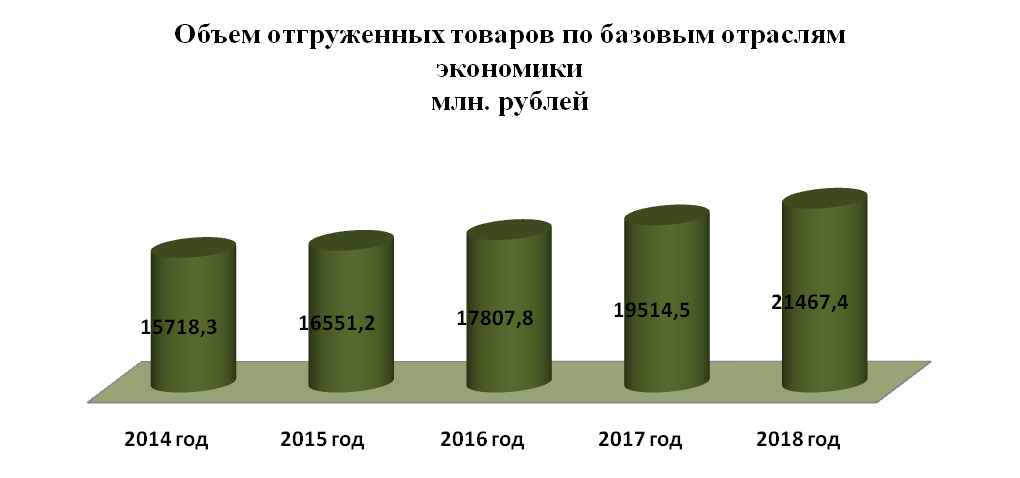 Объем отгруженных товаров по базовым отраслям
экономики
млн. рублей
15718,3
16551,2
17807,8
19514,5
21467,4
2014 год
2015 год
2016 год
2017 год
2018 год